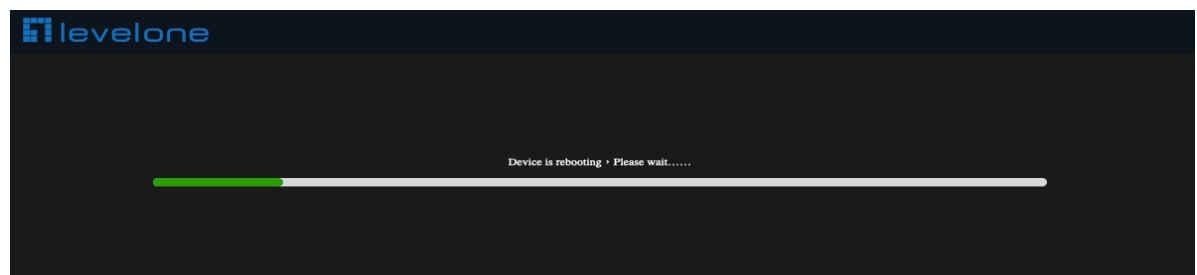 levelone
Device is rebooting，Please wait......